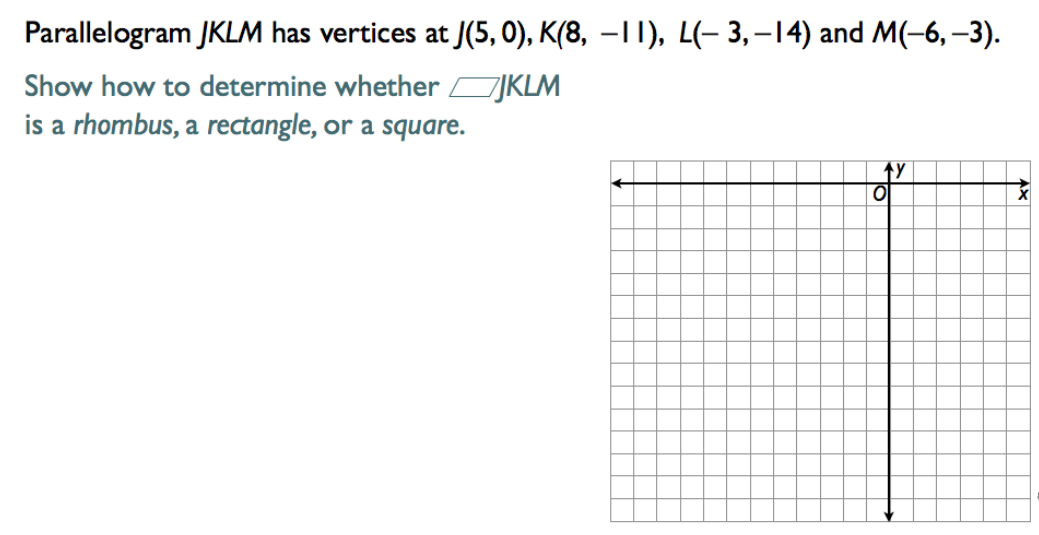 Parallelogram JKLM has vertices at J(5, 0), K(8, –11), L(– 3, –14) and M(–6, –3).
Show how to determine whether ▱JKLM
is a rhombus, a rectangle, or a square.
y
O
x